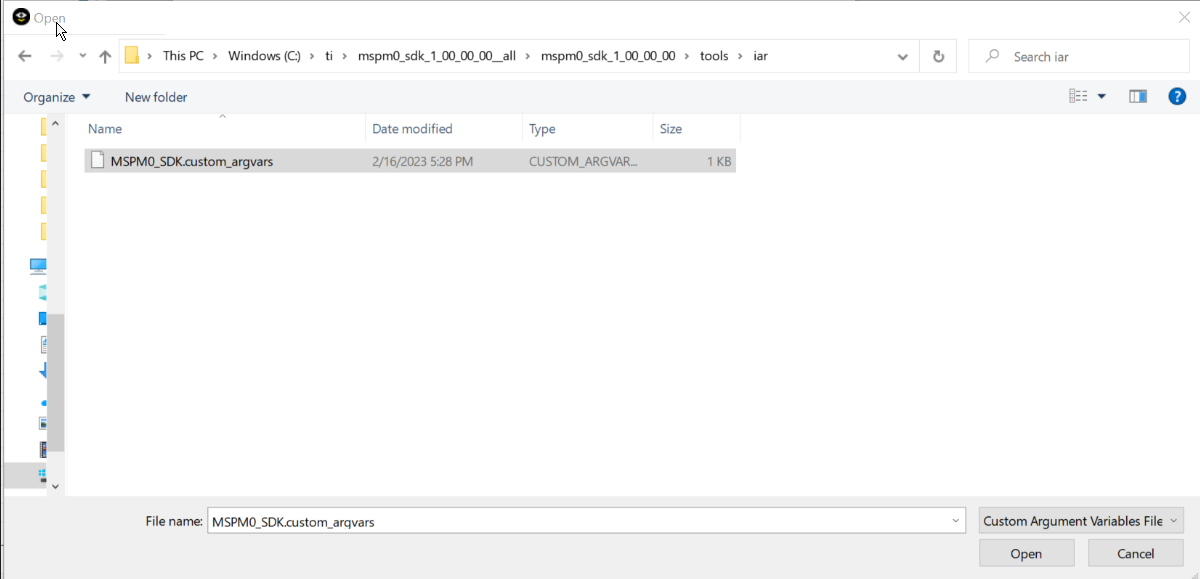 Open
This PC > Windows (C:) > ti > mspm0_sdk_1_00_00_00__all > mspm0_sdk_1_00_00_00 > tools > iar
Search iar
Organize New folder
?
Name Date modified Type Size
MSPM0_SDK.custom_argvars 2/16/2023 5:28 PM CUSTOM_ARGVAR... 1 KB
File name: MSPM0_SDK.custom_argvars Custom Argument Variables File
Open Cancel